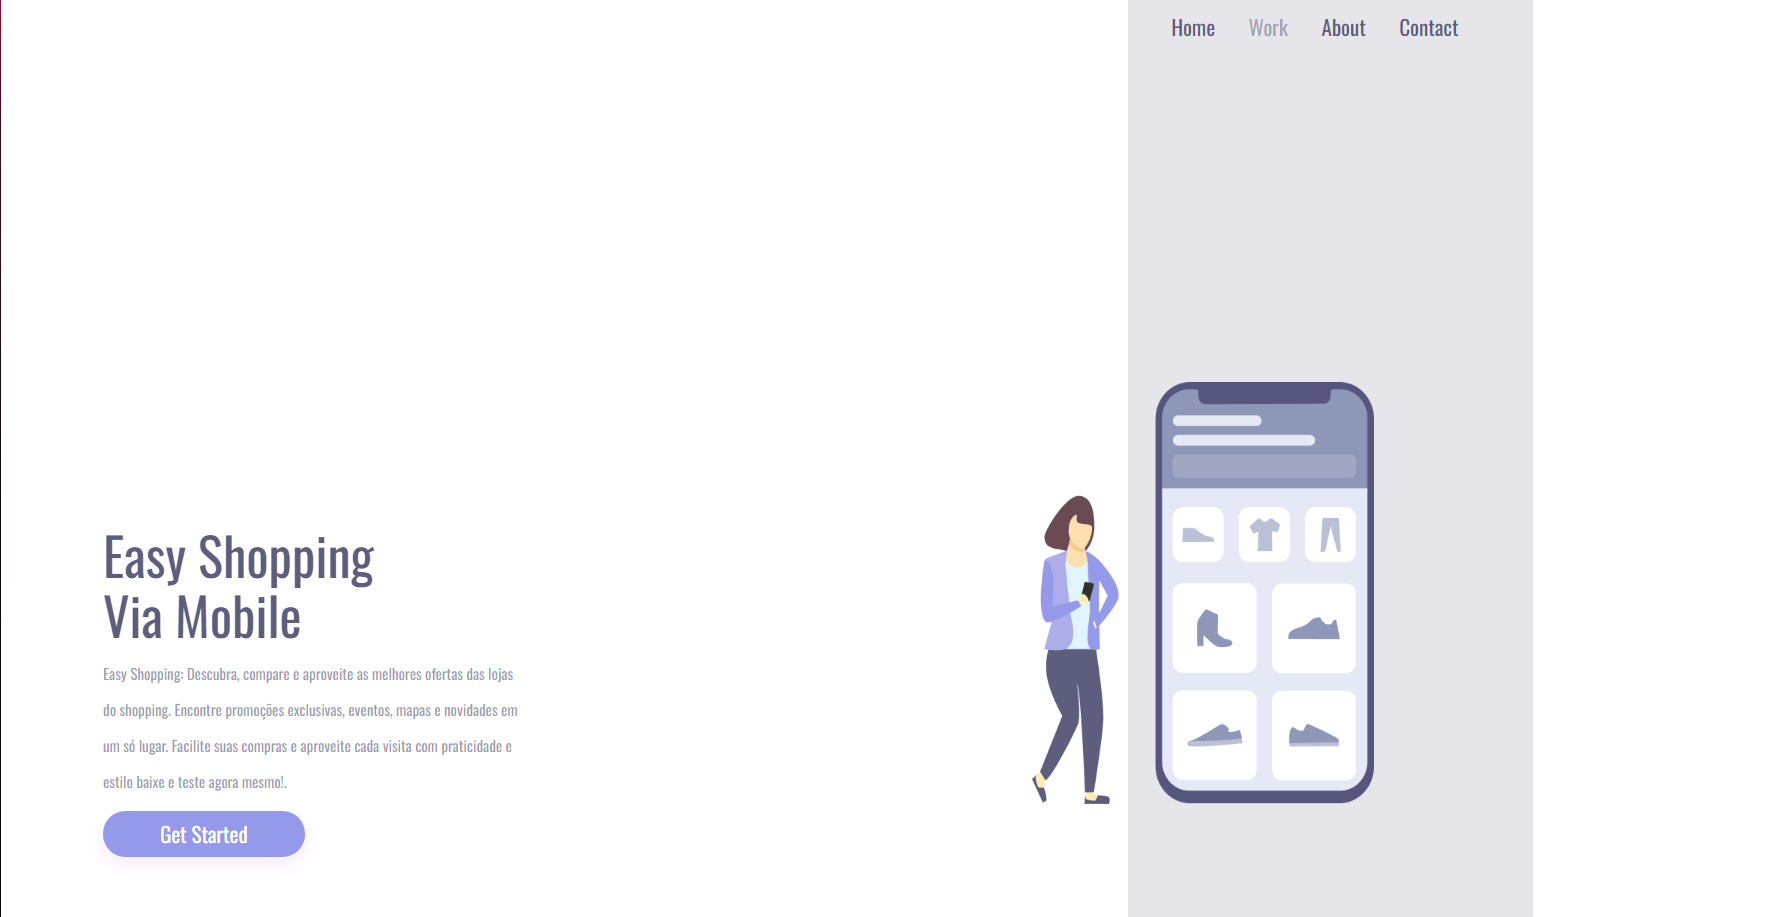 Home Work About Contact
Easy Shopping
Via Mobile
Easy Shopping: Descubra, compare e aproveite as melhores ofertas das lojas
do shopping. Encontre promoções exclusivas, eventos, mapas e novidades em
um só lugar. Facilite suas compras e aproveite cada visita com praticidade e
estilo baixe e teste agora mesmo!.
Get Started